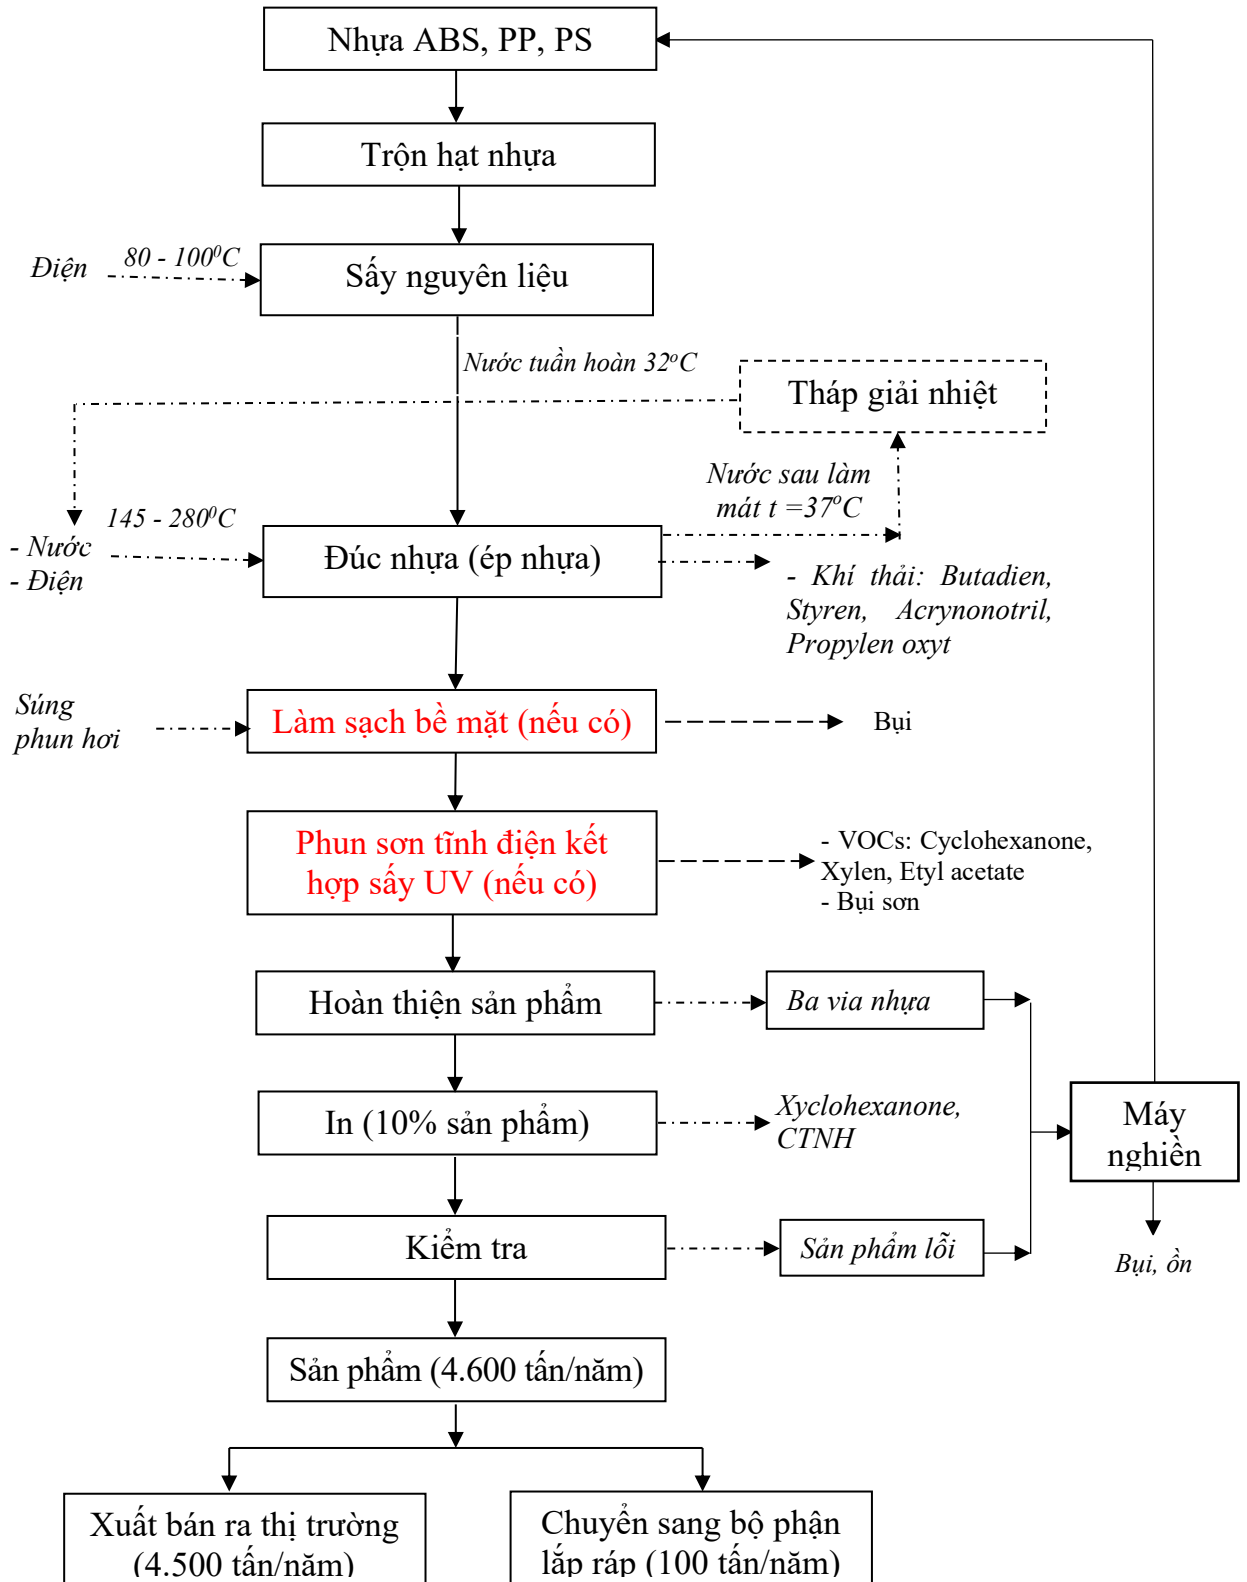 Nhựa ABS, PP, PS
Trộn hạt nhựa
Điện
80 - 100⁰C
Sấy nguyên liệu
Nước tuần hoàn 32ᵒC
Tháp giải nhiệt
Nước sau làm
mát t =37ᵒC
145 - 280⁰C
- Nước
- Điện
Đúc nhựa (ép nhựa)
- Khí thải: Butadien,
Styren, Acrynonotril,
Propylen oxyt
Súng
phun hơi
Làm sạch bề mặt (nếu có)
Bụi
Phun sơn tĩnh điện kết
hợp sấy UV (nếu có)
- VOCs: Cyclohexanone,
Xylen, Etyl acetate
- Bụi sơn
Hoàn thiện sản phẩm
Ba via nhựa
In (10% sản phẩm)
Xyclohexanone,
CTNH
Máy
nghiền
Kiểm tra
Sản phẩm lỗi
Bụi, ồn
Sản phẩm (4.600 tấn/năm)
Xuất bán ra thị trường
(4.500 tấn/năm)
Chuyển sang bộ phận
lắp ráp (100 tấn/năm)